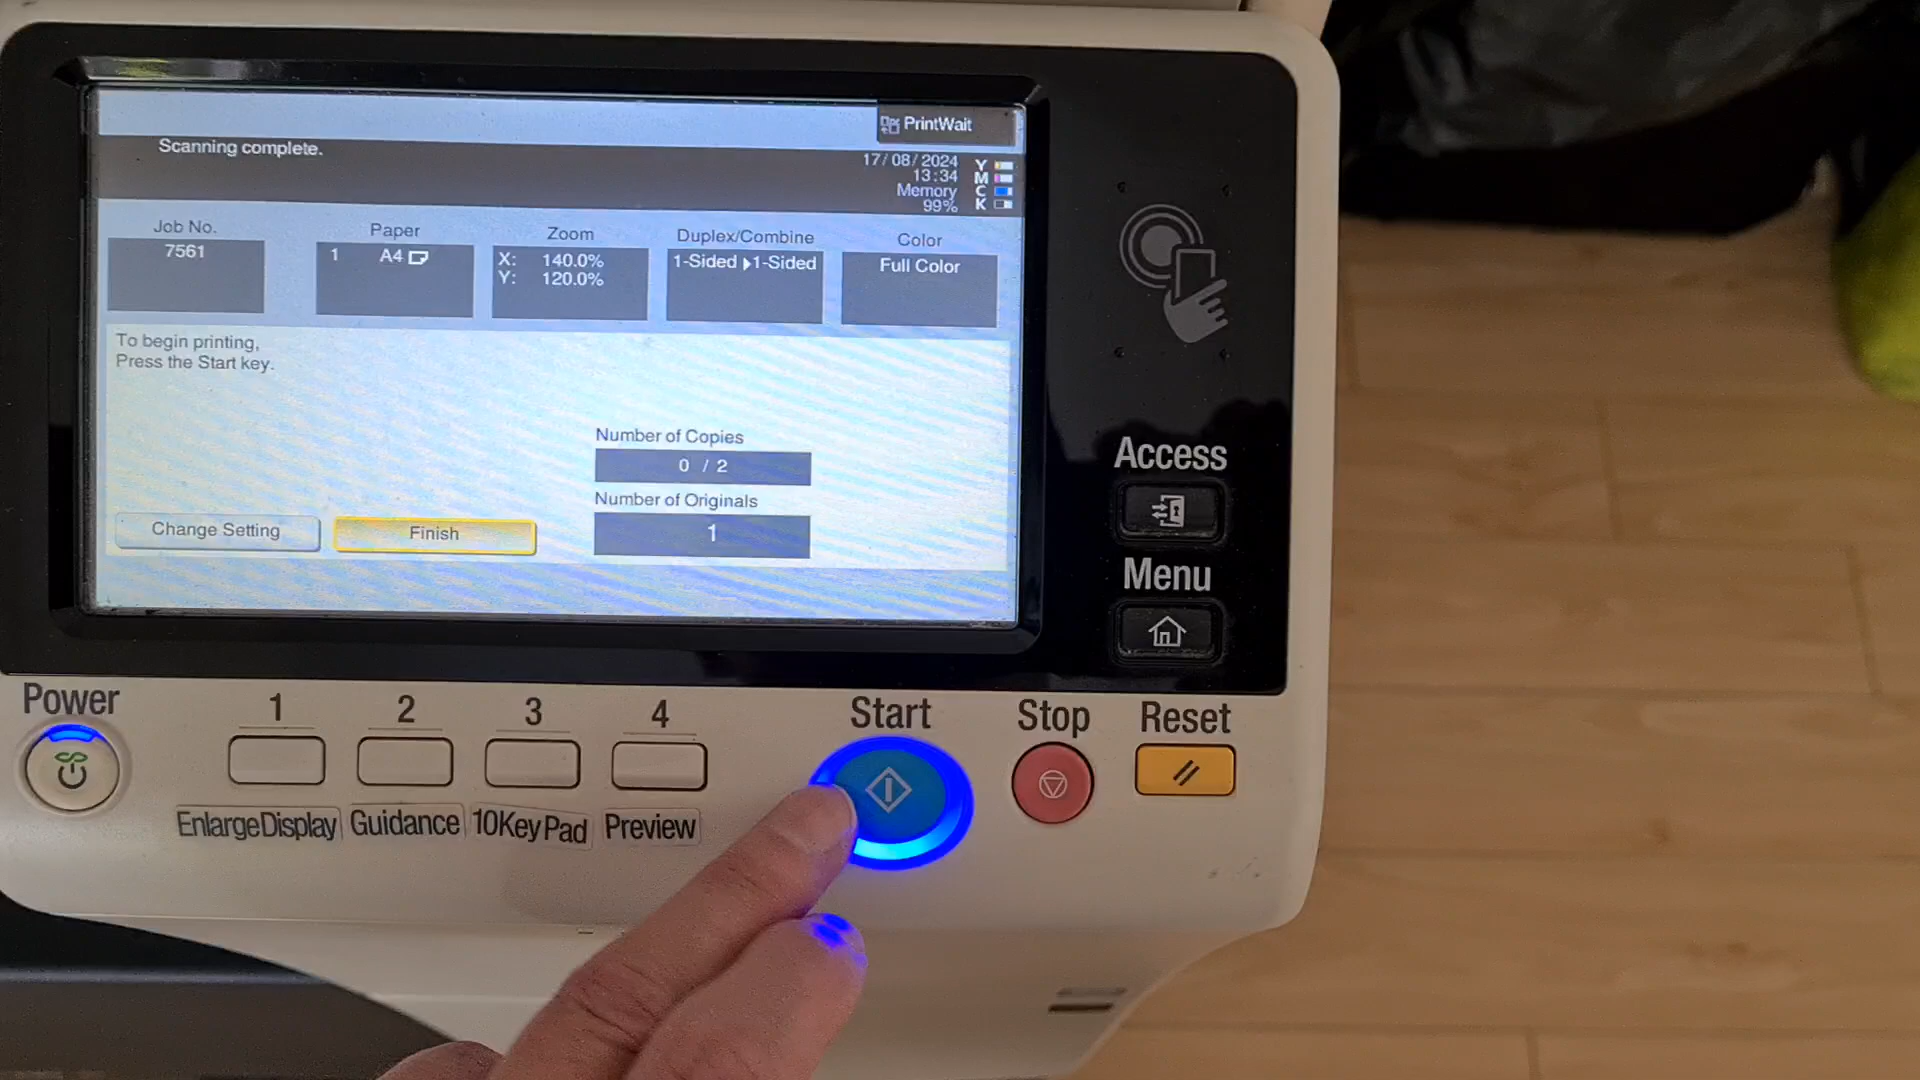 PrintWait
Scanning complete.
17/08/2024
13:34
Memory
99%
Y
M
C
K
Job No.
7561
Paper
1 A4
Zoom
X: 140.0%
Y: 120.0%
Duplex/Combine
1-Sided ▶1-Sided
Color
Full Color
To begin printing,
Press the Start key.
Number of Copies
0 / 2
Number of Originals
1
Change Setting
Finish
Access
Menu
Power
1
2
3
4
Start
Stop
Reset
EnlargeDisplay
Guidance
10KeyPad
Preview